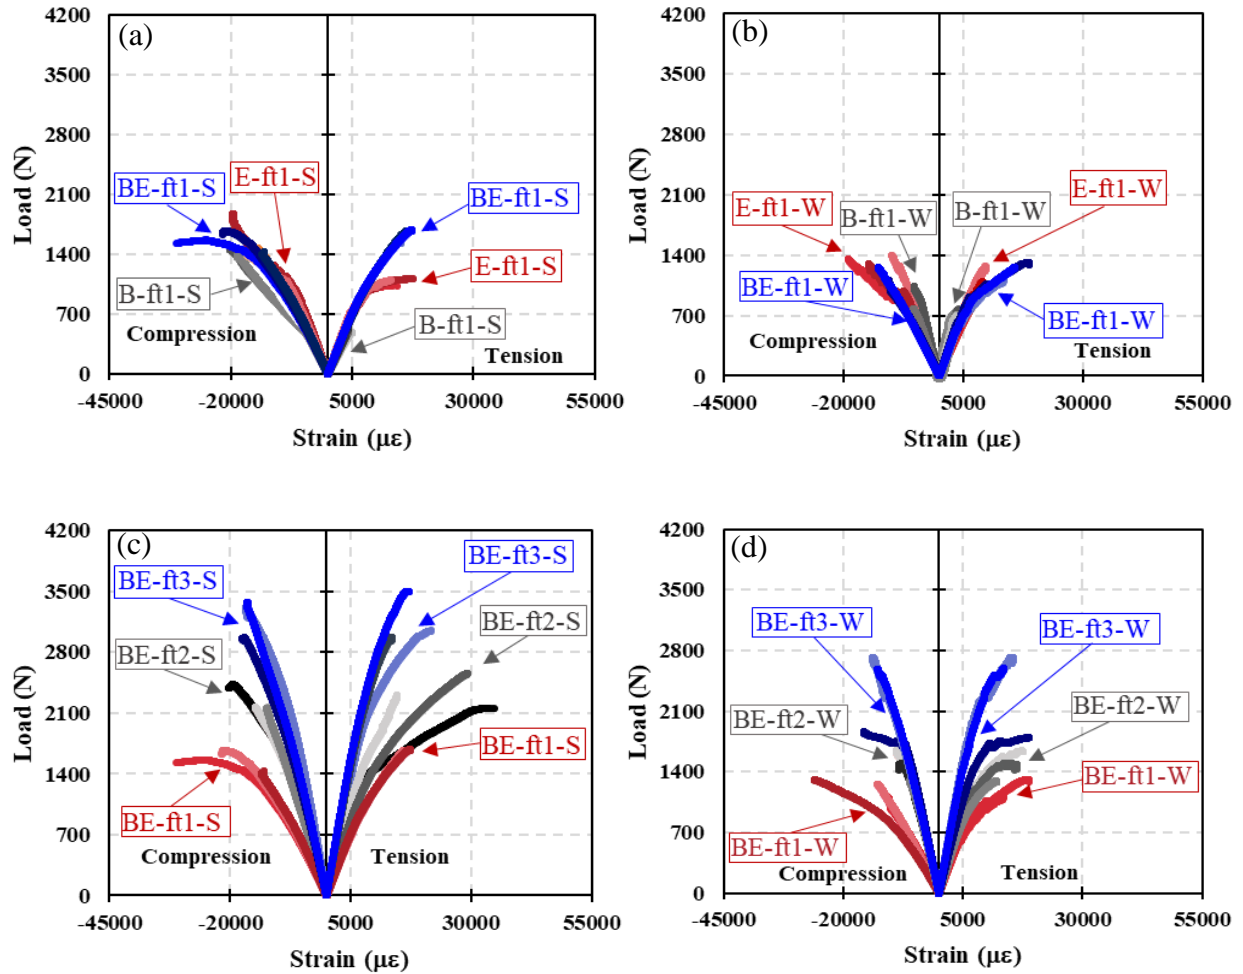 (a)
4200
3500
2800
2100
1400
700
0
Load (N)
BE-ft1-S
E-ft1-S
BE-ft1-S
B-ft1-S
E-ft1-S
B-ft1-S
Compression
Tension
-45000 -20000 5000 30000 55000
Strain (με)
(b)
4200
3500
2800
2100
1400
700
0
Load (N)
E-ft1-W
B-ft1-W
B-ft1-W
E-ft1-W
BE-ft1-W
BE-ft1-W
Compression
Tension
-45000 -20000 5000 30000 55000
Strain (με)
(c)
4200
3500
2800
2100
1400
700
0
Load (N)
BE-ft3-S
BE-ft3-S
BE-ft2-S
BE-ft2-S
BE-ft1-S
BE-ft1-S
Compression
Tension
-45000 -20000 5000 30000 55000
Strain (με)
(d)
4200
3500
2800
2100
1400
700
0
Load (N)
BE-ft3-W
BE-ft3-W
BE-ft2-W
BE-ft2-W
BE-ft1-W
BE-ft1-W
Compression
Tension
-45000 -20000 5000 30000 55000
Strain (με)